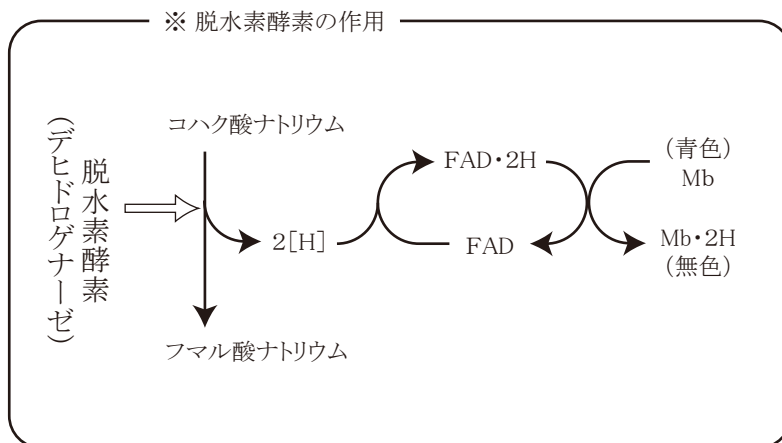 ※ 脱水素酵素の作用
脱水素酵素
(デヒドロゲナーゼ)
コハク酸ナトリウム
2[H]
フマル酸ナトリウム
FAD・2H
FAD
(青色)
Mb
Mb・2H
(無色)